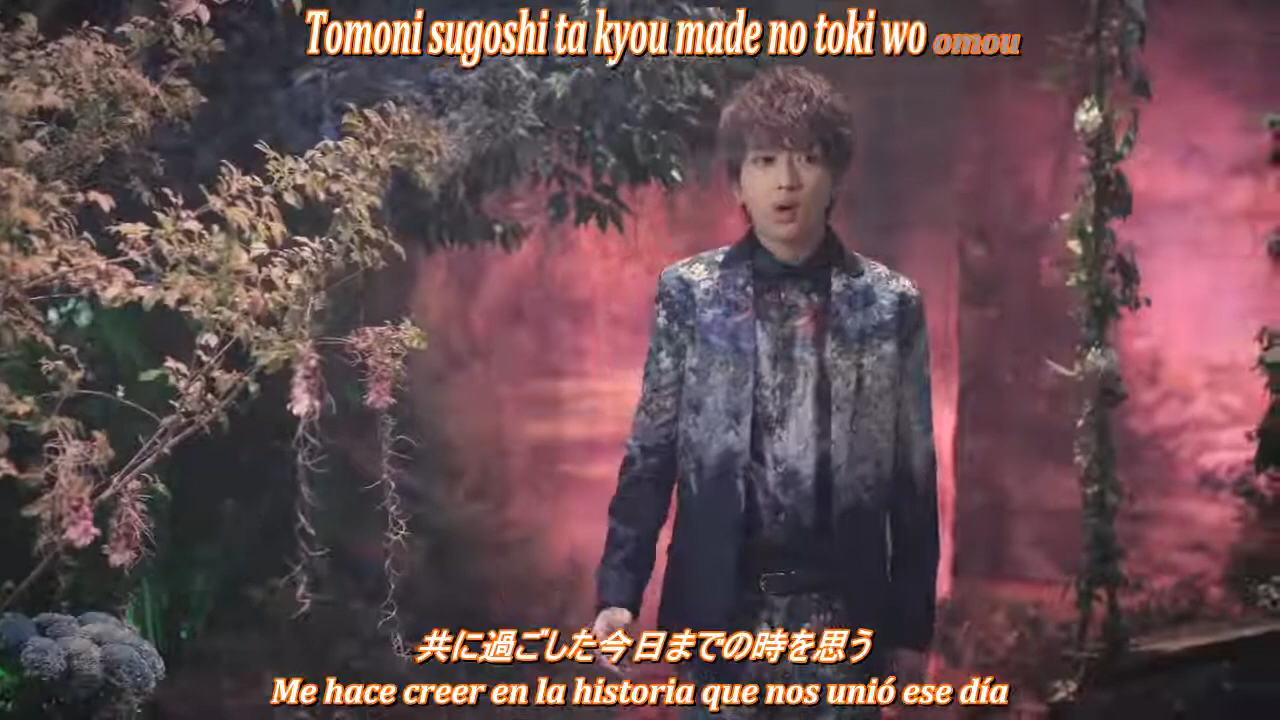 Tomoni sugoshi ta kyou made no toki wo omou
共に過ごした今日までの時を思う
Me hace creer en la historia que nos unió ese día